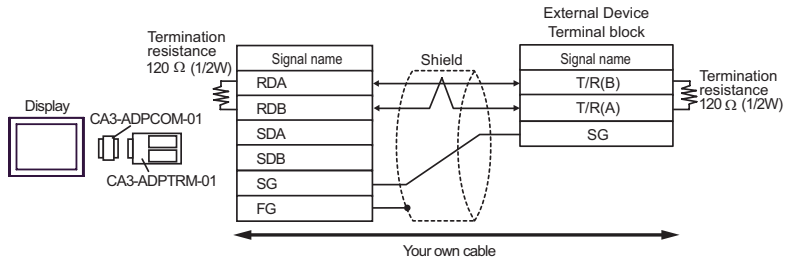 External Device
Terminal block
Termination
resistance
120 Ω (1/2W)
Signal name
Shield
Signal name
RDA
T/R(B)
Termination
resistance
120 Ω (1/2W)
RDB
T/R(A)
Display
CA3-ADPCOM-01
SDA
SG
SDB
CA3-ADPTRM-01
SG
FG
Your own cable